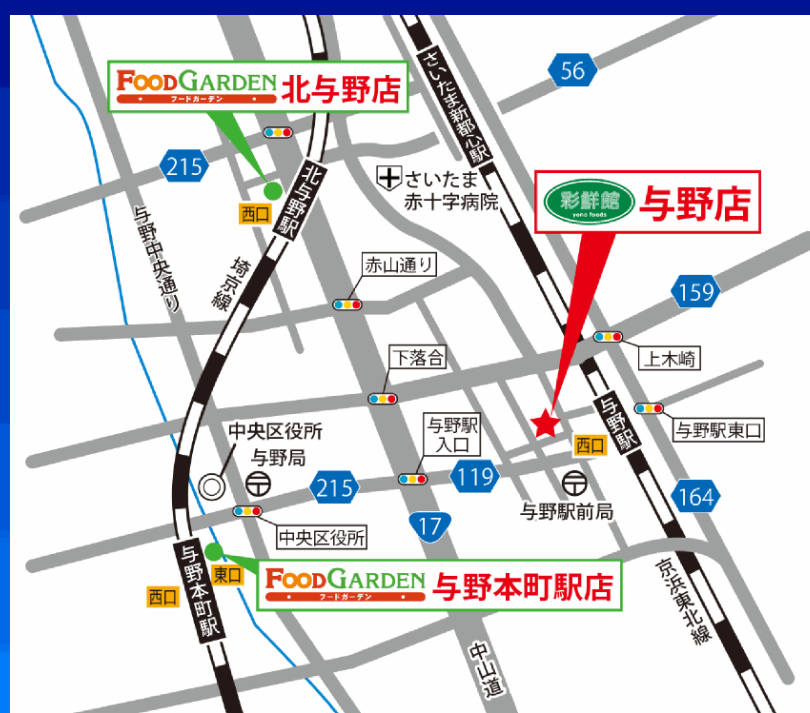 56
さいたま新都心駅
FOODGARDEN
フードガーデン
北与野店
215
北与野駅
西口
さいたま
赤十字病院
彩鮮館
yono foods
与野店
与野中央通り
埼京線
赤山通り
159
下落合
上木崎
与野駅
入口
与野駅
与野駅東口
西口
中央区役所
与野局
215
119
与野駅前局
164
17
中央区役所
与野本町駅
西口
東口
FOODGARDEN
フードガーデン
与野本町駅店
京浜東北線
中山道